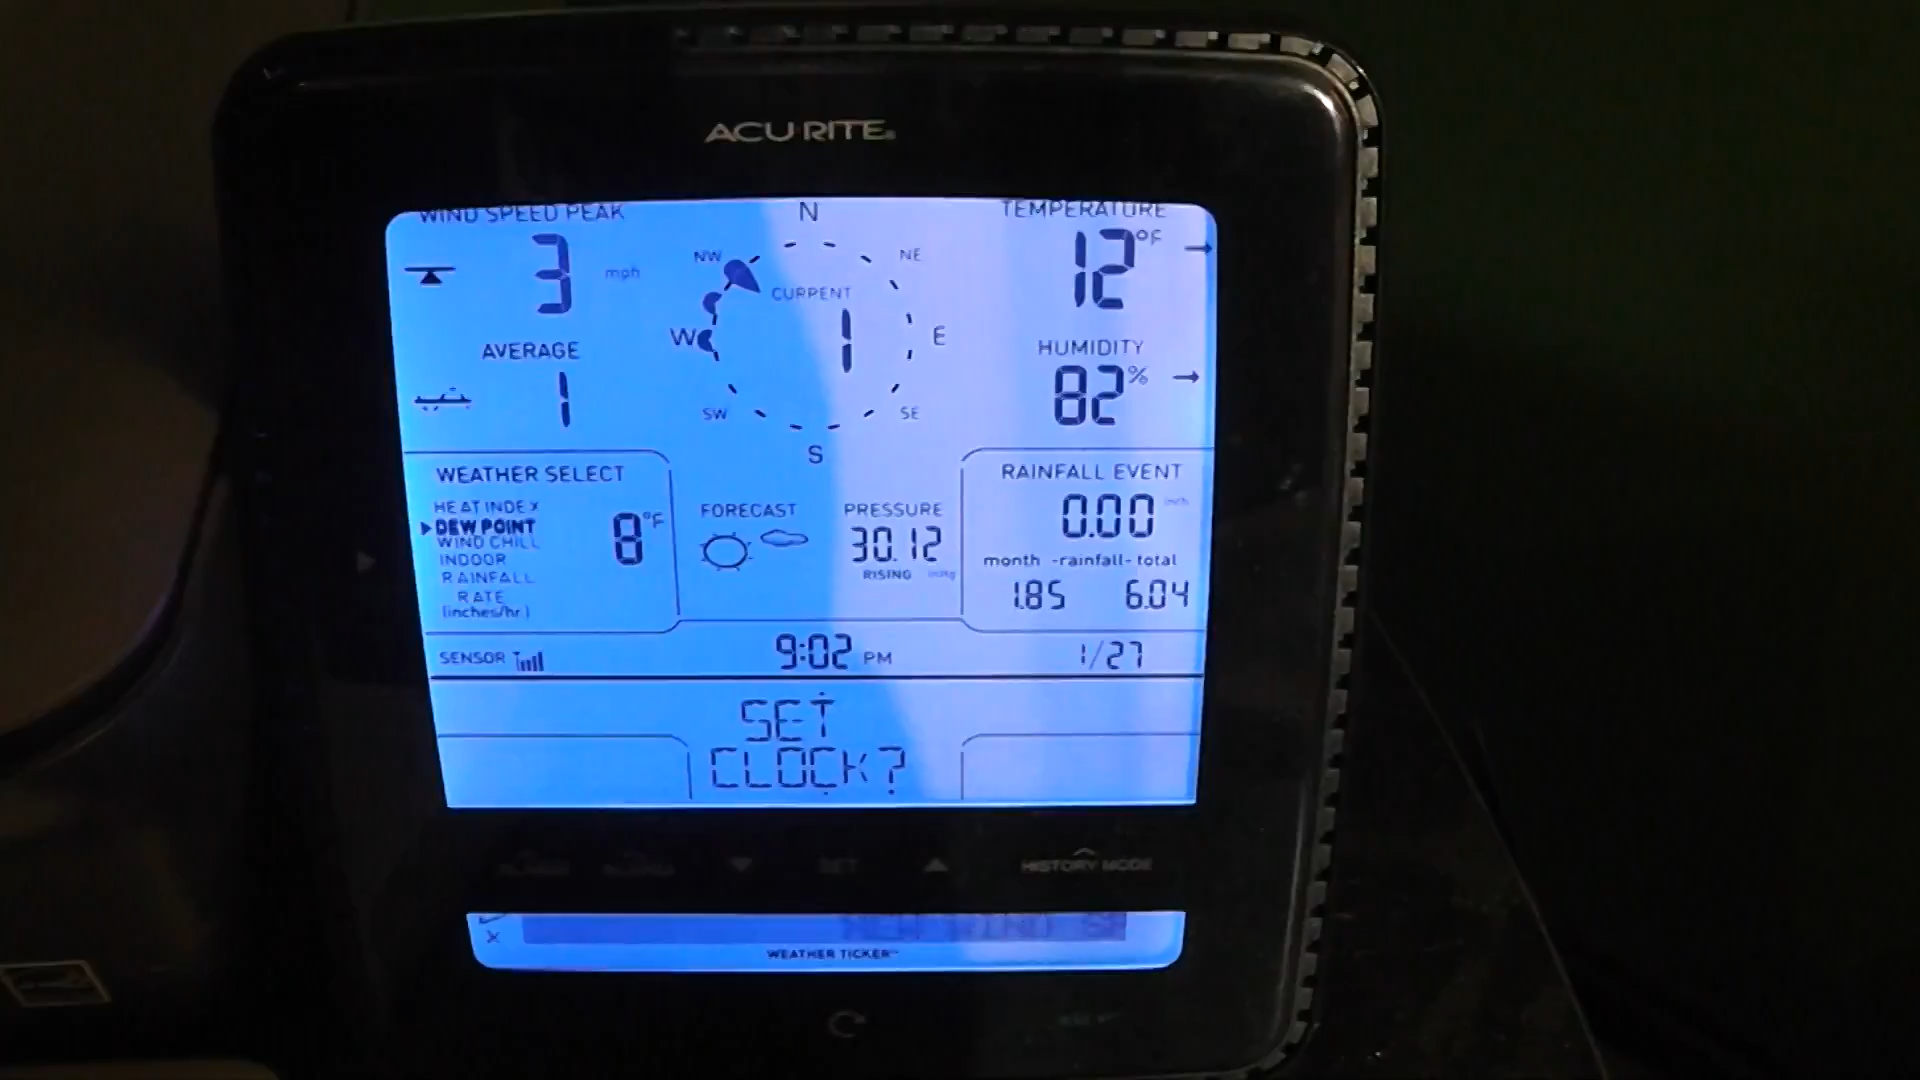 ACURITE
WIND SPEED PEAK
3 mph
AVERAGE
1
N
NW
NE
CURRENT
1
W
E
SW
SE
S
TEMPERATURE
12°F
HUMIDITY
82%
WEATHER SELECT
HEAT INDEX
DEW POINT
WIND CHILL
INDOOR
RAINFALL
RATE
(inches/hr)
8°F
FORECAST
PRESSURE
30.12
RISING inHg
RAINFALL EVENT
0.00 inch
month -rainfall- total
1.85 6.04
SENSOR
9:02 PM
1/27
SET
CLOCK?
SET
HISTORY MODE
WEATHER TICKER